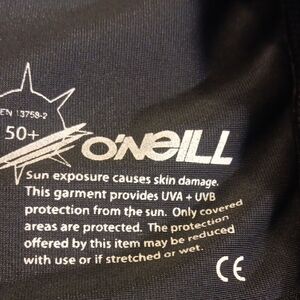 EN 13758-2
50+
O'NEILL
Sun exposure causes skin damage.
This garment provides UVA + UVB
protection from the sun. Only covered
areas are protected. The protection
offered by this item may be reduced
with use or if stretched or wet.
CE